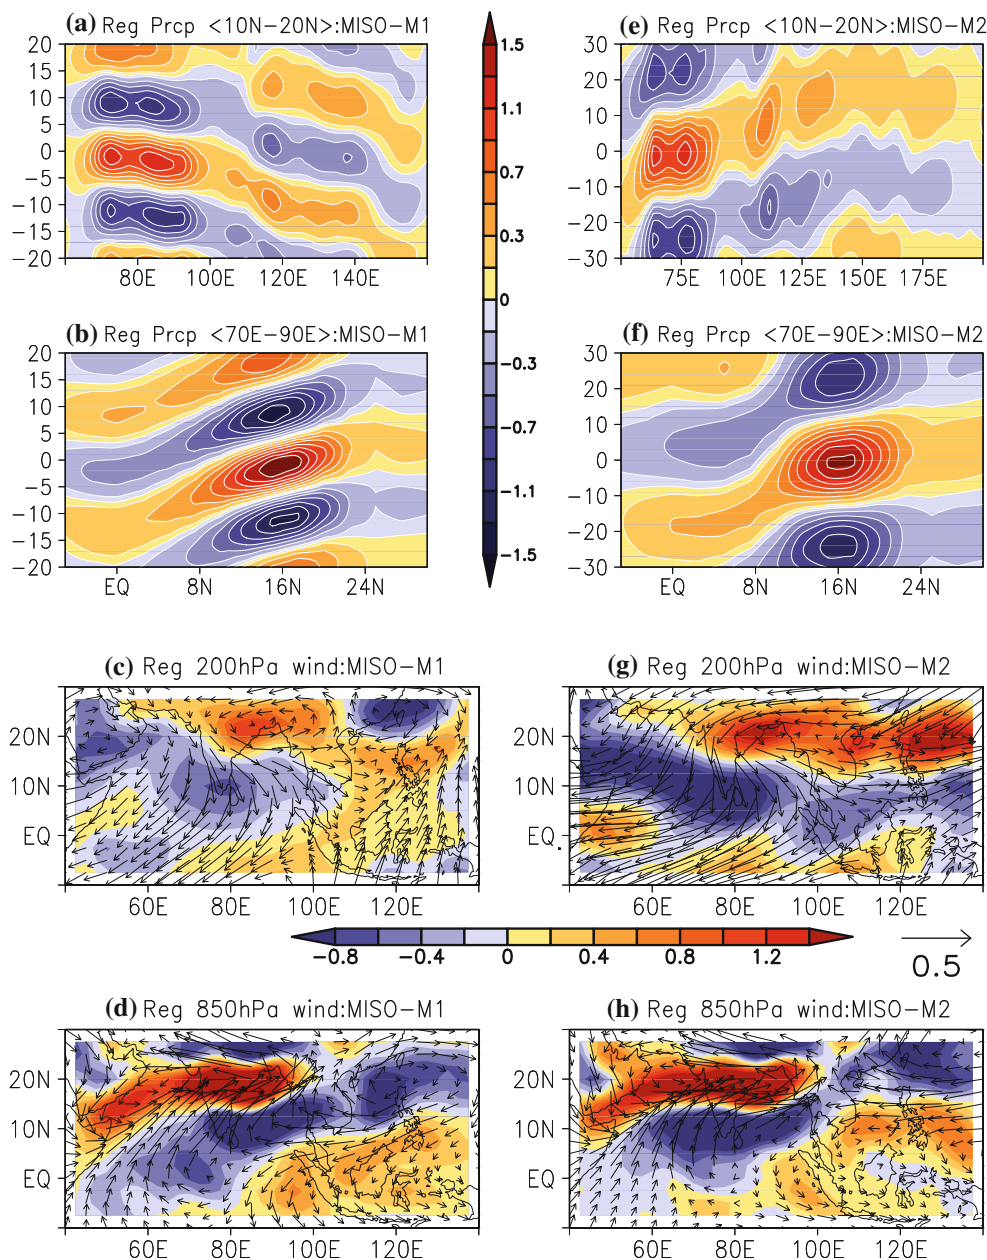 (a) Reg Prcp <10N-20N>:MISO-M1
20
15
10
5
0
-5
-10
-15
-20
80E 100E 120E 140E
1.5
1.1
0.7
0.3
0
-0.3
-0.7
-1.1
-1.5
(e) Reg Prcp <10N-20N>:MISO-M2
30
20
10
0
-10
-20
-30
75E 100E 125E 150E 175E
(b) Reg Prcp <70E-90E>:MISO-M1
20
15
10
5
0
-5
-10
-15
-20
EQ 8N 16N 24N
(f) Reg Prcp <70E-90E>:MISO-M2
30
20
10
0
-10
-20
-30
EQ 8N 16N 24N
(c) Reg 200hPa wind:MISO-M1
20N
10N
EQ
60E 80E 100E 120E
(g) Reg 200hPa wind:MISO-M2
20N
10N
EQ
60E 80E 100E 120E
-0.8 -0.4 0 0.4 0.8 1.2
0.5
(d) Reg 850hPa wind:MISO-M1
20N
10N
EQ
60E 80E 100E 120E
(h) Reg 850hPa wind:MISO-M2
20N
10N
EQ
60E 80E 100E 120E